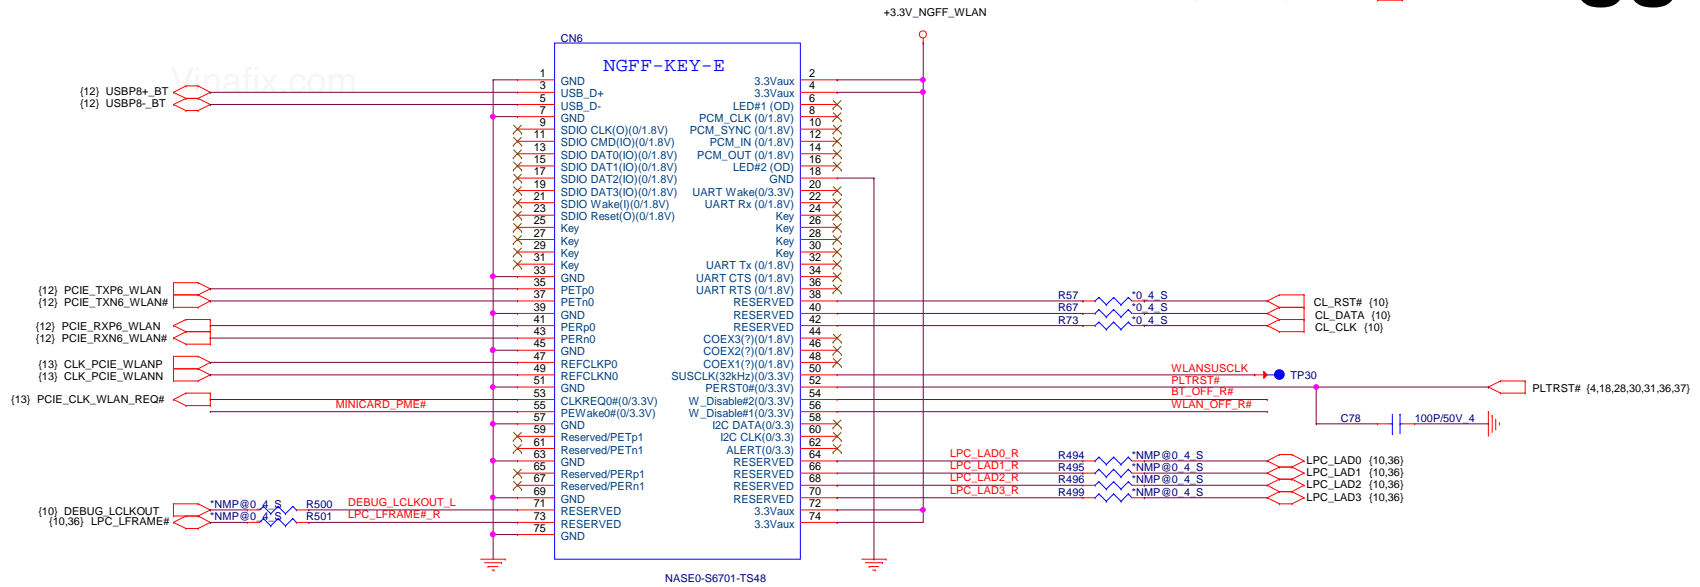 +3.3V_NGFF_WLAN
CN6
NGFF-KEY-E
Vinafix.com
1 GND 3.3Vaux 2
{12} USBP8+_BT 3 USB_D+ 3.3Vaux 4
{12} USBP8-_BT 5 USB_D- LED#1 (OD) 6
7 GND PCM_CLK (0/1.8V) 8
9 SDIO CLK(O)(0/1.8V) PCM_SYNC (0/1.8V) 10
11 SDIO CMD(IO)(0/1.8V) PCM_IN (0/1.8V) 12
13 SDIO DAT0(IO)(0/1.8V) PCM_OUT (0/1.8V) 14
15 SDIO DAT1(IO)(0/1.8V) LED#2 (OD) 16
17 SDIO DAT2(IO)(0/1.8V) GND 18
19 SDIO DAT3(IO)(0/1.8V) UART Wake(0/3.3V) 20
21 SDIO Wake(I)(0/1.8V) UART Rx (0/1.8V) 22
23 SDIO Reset(O)(0/1.8V) Key 24
25 Key Key 26
27 Key Key 28
29 Key Key 30
31 Key UART Tx (0/1.8V) 32
33 GND UART CTS (0/1.8V) 34
{12} PCIE_TXP6_WLAN 35 PETp0 UART RTS (0/1.8V) 36
{12} PCIE_TXN6_WLAN# 37 PETn0 RESERVED 38 R57 *0_4_S CL_RST# {10}
39 GND RESERVED 40 R67 *0_4_S CL_DATA {10}
{12} PCIE_RXP6_WLAN 41 PERp0 RESERVED 42 R73 *0_4_S CL_CLK {10}
{12} PCIE_RXN6_WLAN# 43 PERn0 COEX3(?)(0/1.8V) 44
45 GND COEX2(?)(0/1.8V) 46
{13} CLK_PCIE_WLANP 47 REFCLKP0 COEX1(?)(0/1.8V) 48
{13} CLK_PCIE_WLANN 49 REFCLKN0 SUSCLK(32kHz)(0/3.3V) 50 WLANSUSCLK TP30
51 GND PERST0#(0/3.3V) 52 PLTRST# PLTRST# {4,18,28,30,31,36,37}
{13} PCIE_CLK_WLAN_REQ# 53 CLKREQ0#(0/3.3V) W_Disable#2(0/3.3V) 54 BT_OFF_R#
MINICARD_PME# 55 PEWake0#(0/3.3V) W_Disable#1(0/3.3V) 56 WLAN_OFF_R#
57 GND I2C DATA(0/3.3) 58 C78 100P/50V_4
59 Reserved/PETp1 I2C CLK(0/3.3) 60
61 Reserved/PETn1 ALERT(0/3.3) 62
63 GND RESERVED 64 LPC_LAD0_R R494 *NMP@0_4_S LPC_LAD0 {10,36}
65 Reserved/PERp1 RESERVED 66 LPC_LAD1_R R495 *NMP@0_4_S LPC_LAD1 {10,36}
67 Reserved/PERn1 RESERVED 68 LPC_LAD2_R R496 *NMP@0_4_S LPC_LAD2 {10,36}
69 GND RESERVED 70 LPC_LAD3_R R499 *NMP@0_4_S LPC_LAD3 {10,36}
{10} DEBUG_LCLKOUT *NMP@0_4_S R500 DEBUG_LCLKOUT_L 71 RESERVED 3.3Vaux 72
{10,36} LPC_LFRAME# *NMP@0_4_S R501 LPC_LFRAME#_R 73 RESERVED 3.3Vaux 74
75 GND
NASE0-S6701-TS48